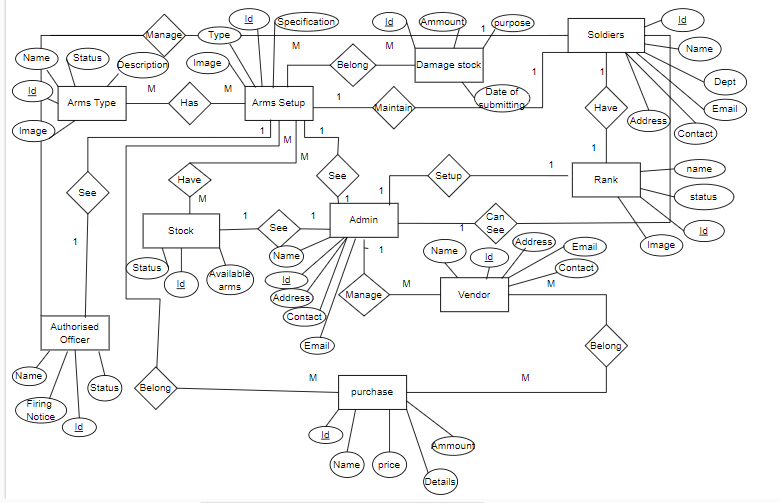 Id
Specification
Id
Ammount
purpose
Id
Manage
Type
1
Soldiers
M
M
Name
Name
Status
Description
Image
Belong
Damage stock
1
1
Dept
Id
M
M
Date of
submitting
Arms Type
Has
Arms Setup
1
Maintain
Have
Email
Address
Image
1
M
1
Contact
1
M
1
name
Have
See
Setup
Rank
See
M
1
1
status
Stock
1
See
1
Admin
Can
See
1
Id
1
Image
Name
1
Name
Id
Address
Email
Status
Id
Available
arms
Id
Contact
Address
Manage
M
Vendor
M
Contact
Authorised
Officer
Email
Belong
Name
M
M
Status
Belong
purchase
Firing
Notice
Id
Id
Ammount
Name
price
Details